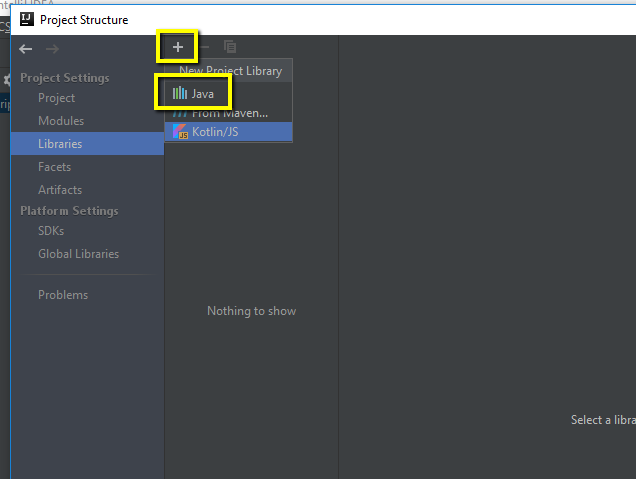 Project Structure
New Project Library
Project Settings
Java
Project
From Maven...
Modules
Kotlin/JS
Libraries
Facets
Artifacts
Platform Settings
SDKs
Global Libraries
Problems
Nothing to show
Select a libra